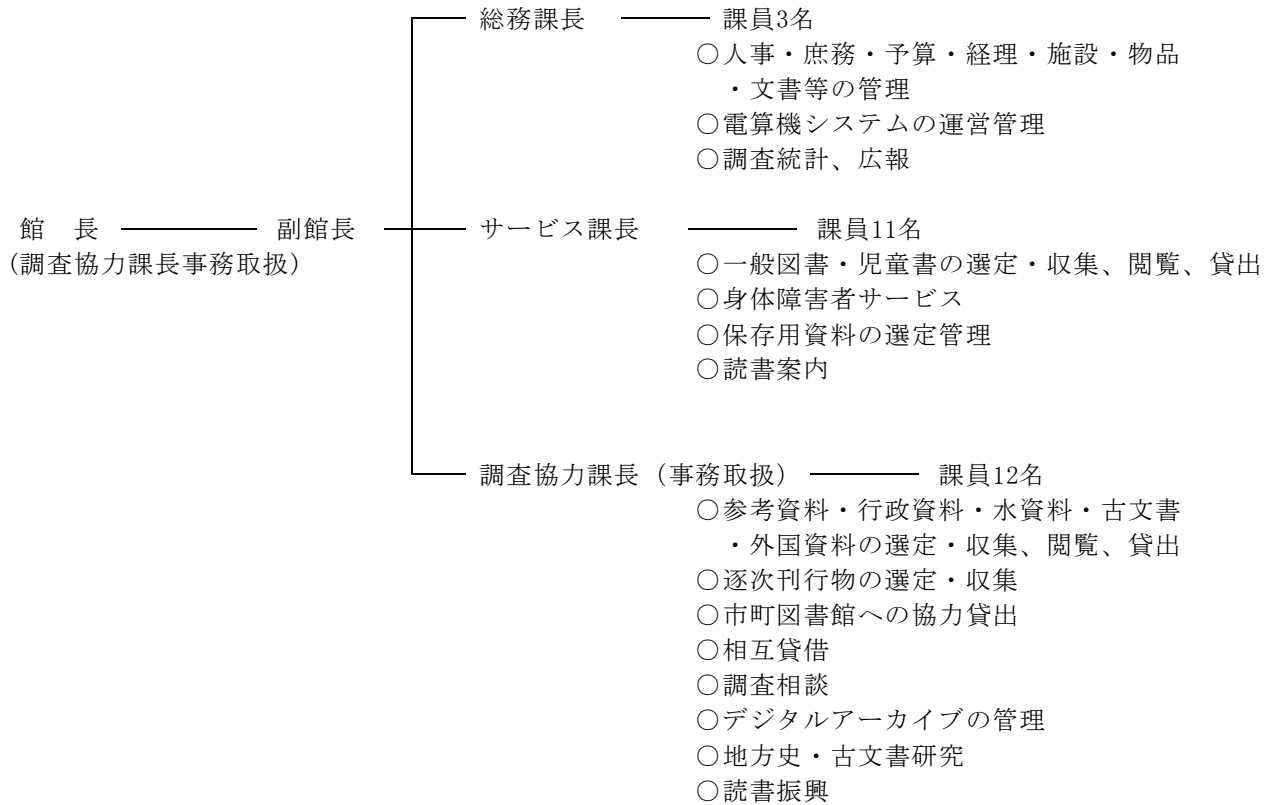 総務課長 課員3名
○人事・庶務・予算・経理・施設・物品
・文書等の管理
○電算機システムの運営管理
○調査統計、広報
館　長 副館長 サービス課長 課員11名
(調査協力課長事務取扱)
○一般図書・児童書の選定・収集、閲覧、貸出
○身体障害者サービス
○保存用資料の選定管理
○読書案内
調査協力課長（事務取扱） 課員12名
○参考資料・行政資料・水資料・古文書
・外国資料の選定・収集、閲覧、貸出
○逐次刊行物の選定・収集
○市町図書館への協力貸出
○相互貸借
○調査相談
○デジタルアーカイブの管理
○地方史・古文書研究
○読書振興